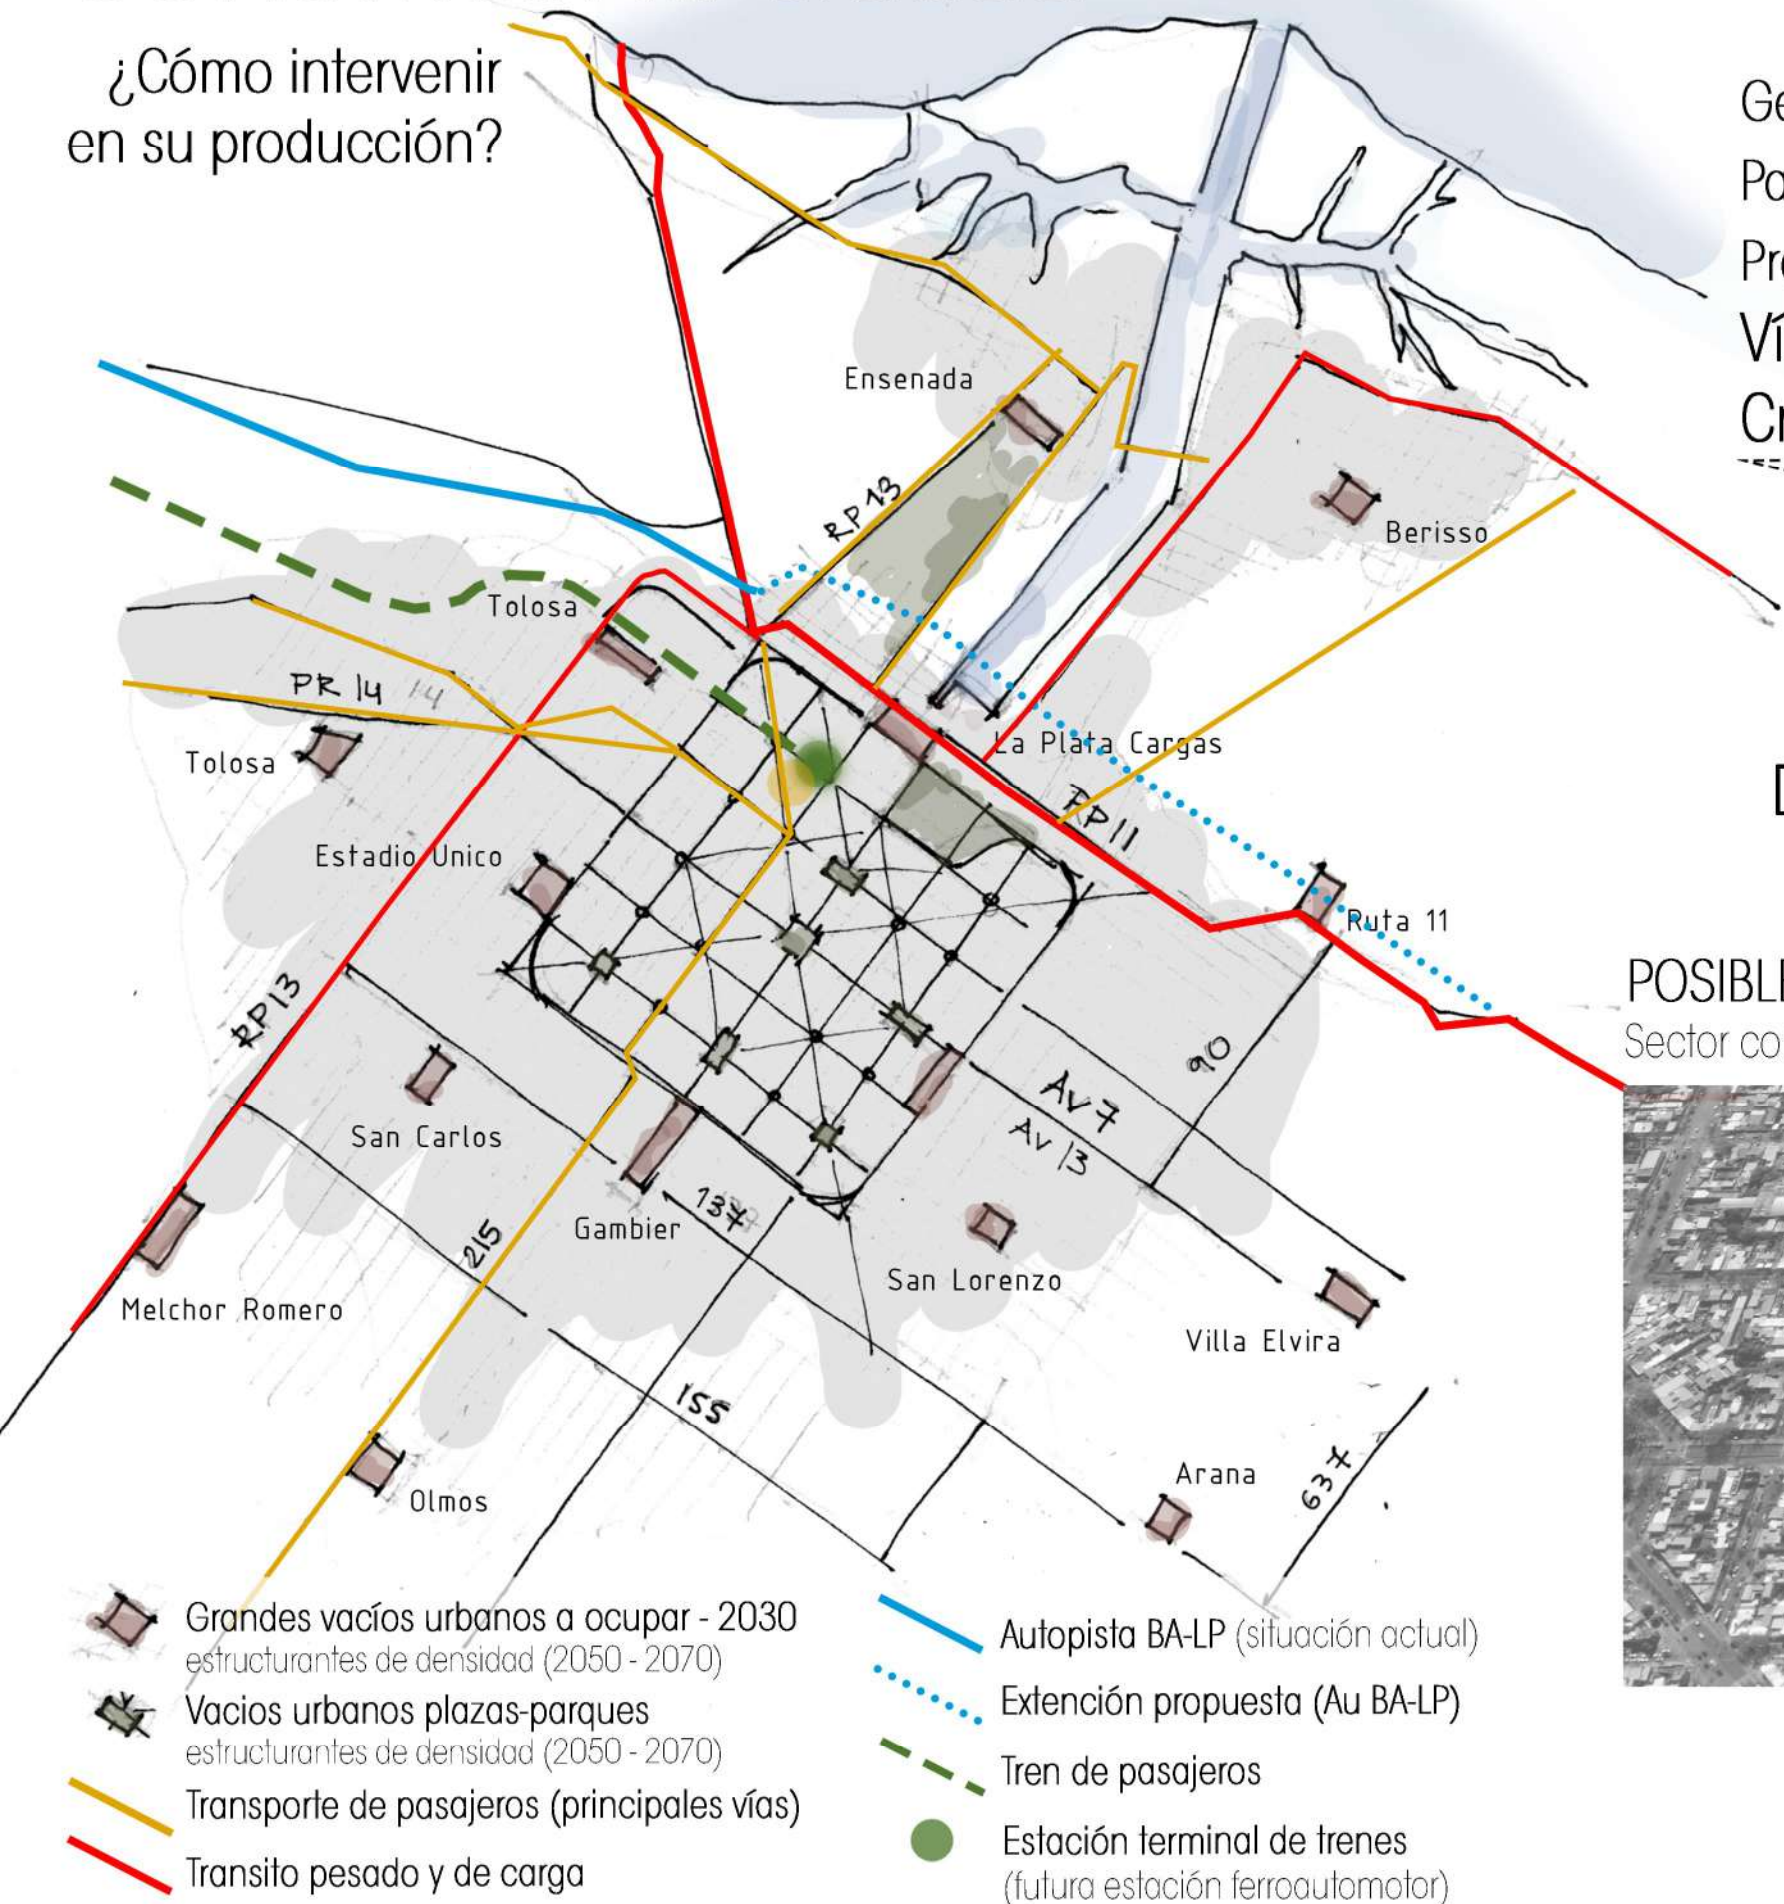 ¿Cómo intervenir
en su producción?
Ensenada
RP 13
Berisso
Tolosa
PR 14 14
Tolosa
La Plata Cargas
RP 11
Estadio Unico
Ruta 11
RP 13
90
Av 7
Av 13
San Carlos
137
Gambier
215
San Lorenzo
Melchor Romero
Villa Elvira
155
Arana
637
Olmos
POSIBLE
Sector co
Grandes vacíos urbanos a ocupar - 2030
estructurantes de densidad (2050 - 2070)
Vacios urbanos plazas-parques
estructurantes de densidad (2050 - 2070)
Transporte de pasajeros (principales vías)
Transito pesado y de carga
Autopista BA-LP (situación actual)
Extención propuesta (Au BA-LP)
Tren de pasajeros
Estación terminal de trenes
(futura estación ferroautomotor)